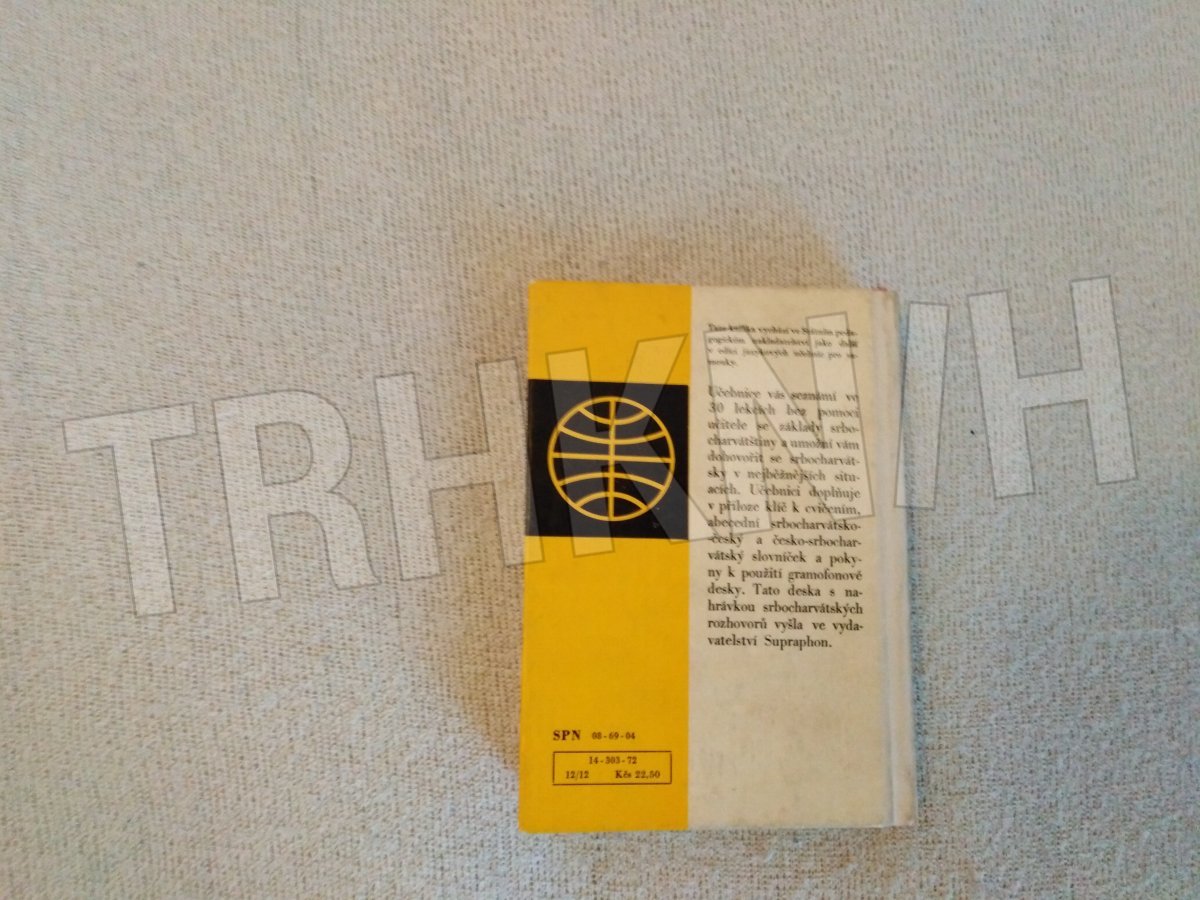 Tato knížka vychází ve Státním peda-
gogickém nakladatelství jako další
v edici jazykových učebnic pro sa-
mouky.
Učebnice vás seznámí ve
30 lekcích bez pomoci
učitele se základy srbo-
charvátštiny a umožní vám
dohovořit se srbocharvát-
sky v nejběžnějších situ-
acích. Učebnici doplňuje
v příloze klíč k cvičením,
abecední srbocharvátsko-
-český a česko-srbochar-
vátský slovníček a poky-
ny k použití gramofonové
desky. Tato deska s na-
hrávkou srbocharvátských
rozhovorů vyšla ve vyda-
vatelství Supraphon.
SPN 08-69-04
14-303-72
12/12 Kčs 22,50
TRHKNIH